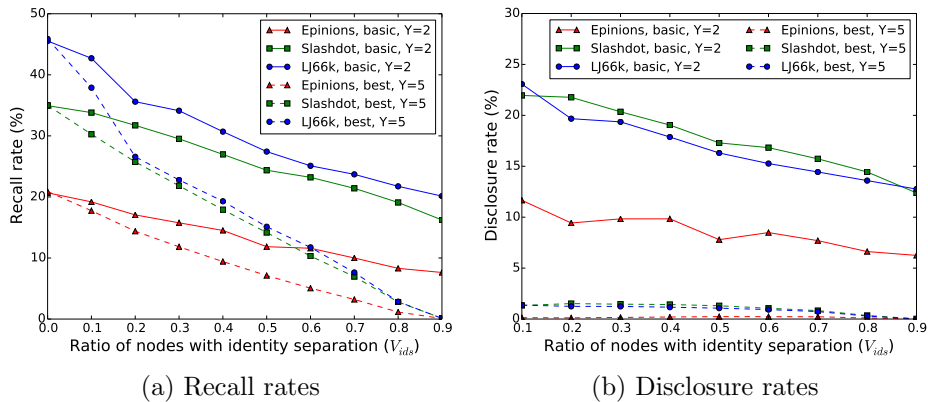 50
40
30
20
10
0
0.0 0.1 0.2 0.3 0.4 0.5 0.6 0.7 0.8 0.9
Recall rate (%)
Ratio of nodes with identity separation (V_ids)
Epinions, basic, Y=2
Slashdot, basic, Y=2
LJ66k, basic, Y=2
Epinions, best, Y=5
Slashdot, best, Y=5
LJ66k, best, Y=5
(a) Recall rates
30
25
20
15
10
5
0
0.1 0.2 0.3 0.4 0.5 0.6 0.7 0.8 0.9
Disclosure rate (%)
Ratio of nodes with identity separation (V_ids)
Epinions, basic, Y=2
Slashdot, basic, Y=2
LJ66k, basic, Y=2
Epinions, best, Y=5
Slashdot, best, Y=5
LJ66k, best, Y=5
(b) Disclosure rates